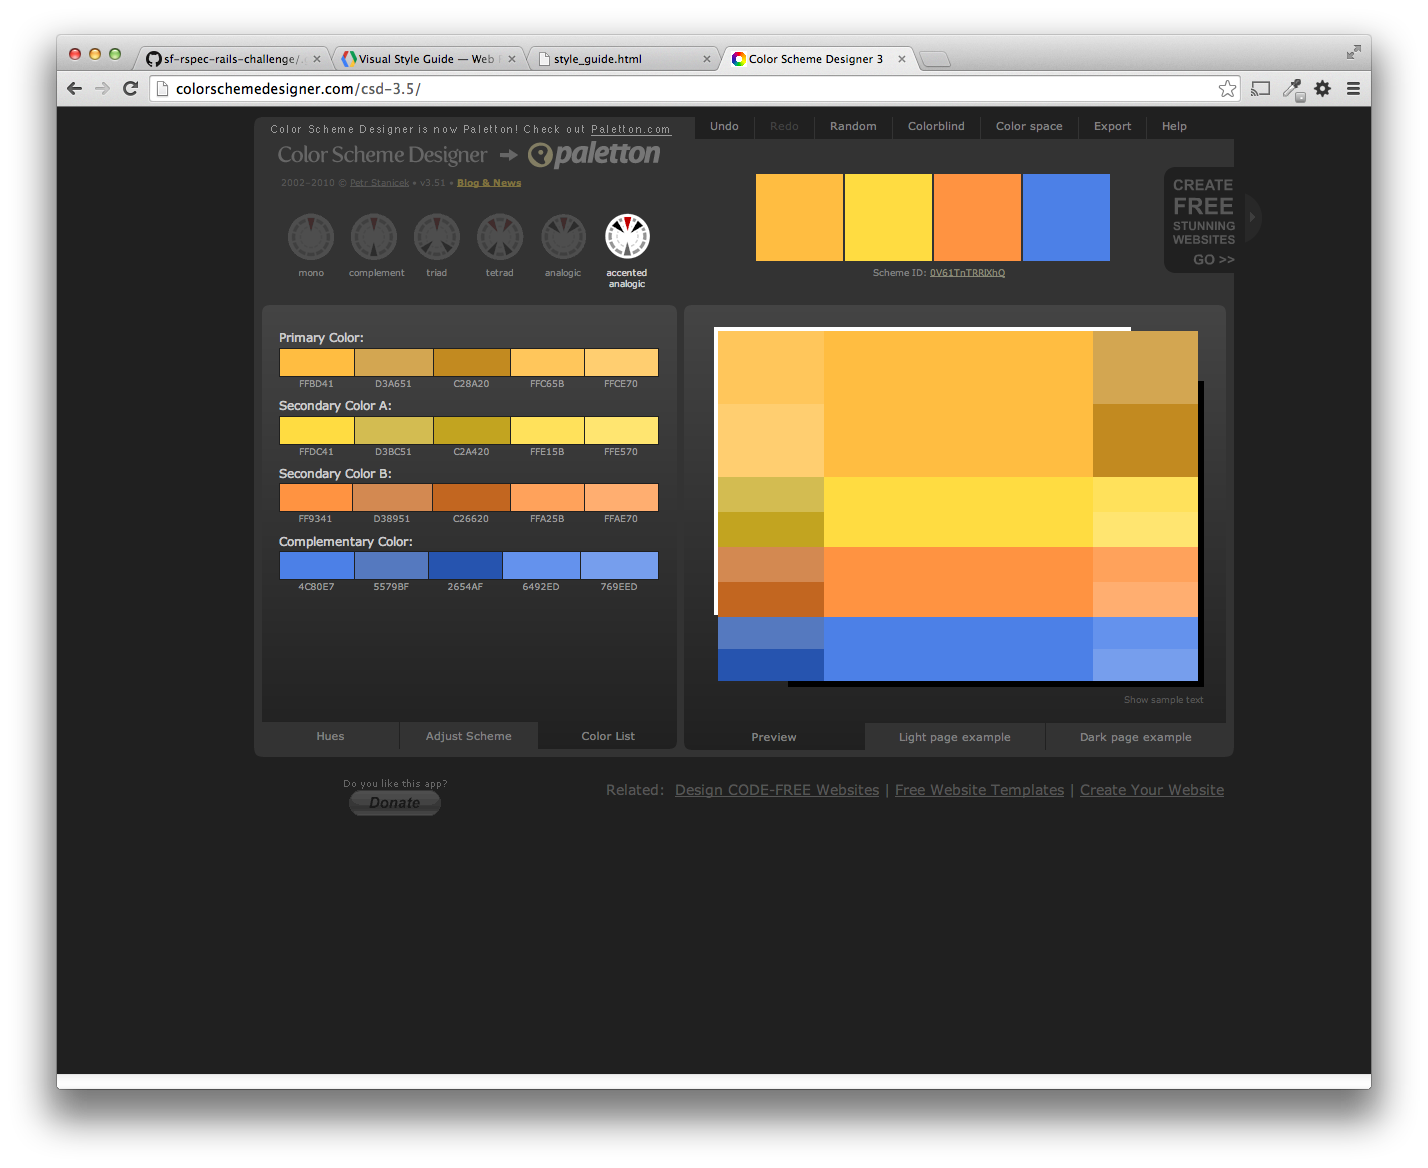 sf-rspec-rails-challenge/.
Visual Style Guide — Web
style_guide.html
Color Scheme Designer 3
colorschemedesigner.com/csd-3.5/
Color Scheme Designer is now Paletton! Check out Paletton.com
Undo
Redo
Random
Colorblind
Color space
Export
Help
Color Scheme Designer
paletton
2002–2010 © Petr Stanicek • v3.51 • Blog & News
CREATE
FREE
STUNNING
WEBSITES
GO >>
mono
complement
triad
tetrad
analogic
accented
analogic
Scheme ID: 0V61TnTRRlXhQ
Primary Color:
FFBD41
D3A651
C28A20
FFC65B
FFCE70
Secondary Color A:
FFDC41
D3BC51
C2A420
FFE15B
FFE570
Secondary Color B:
FF9341
D38951
C26620
FFA25B
FFAE70
Complementary Color:
4C80E7
5579BF
2654AF
6492ED
769EED
Show sample text
Hues
Adjust Scheme
Color List
Preview
Light page example
Dark page example
Do you like this app?
Donate
Related: Design CODE-FREE Websites | Free Website Templates | Create Your Website